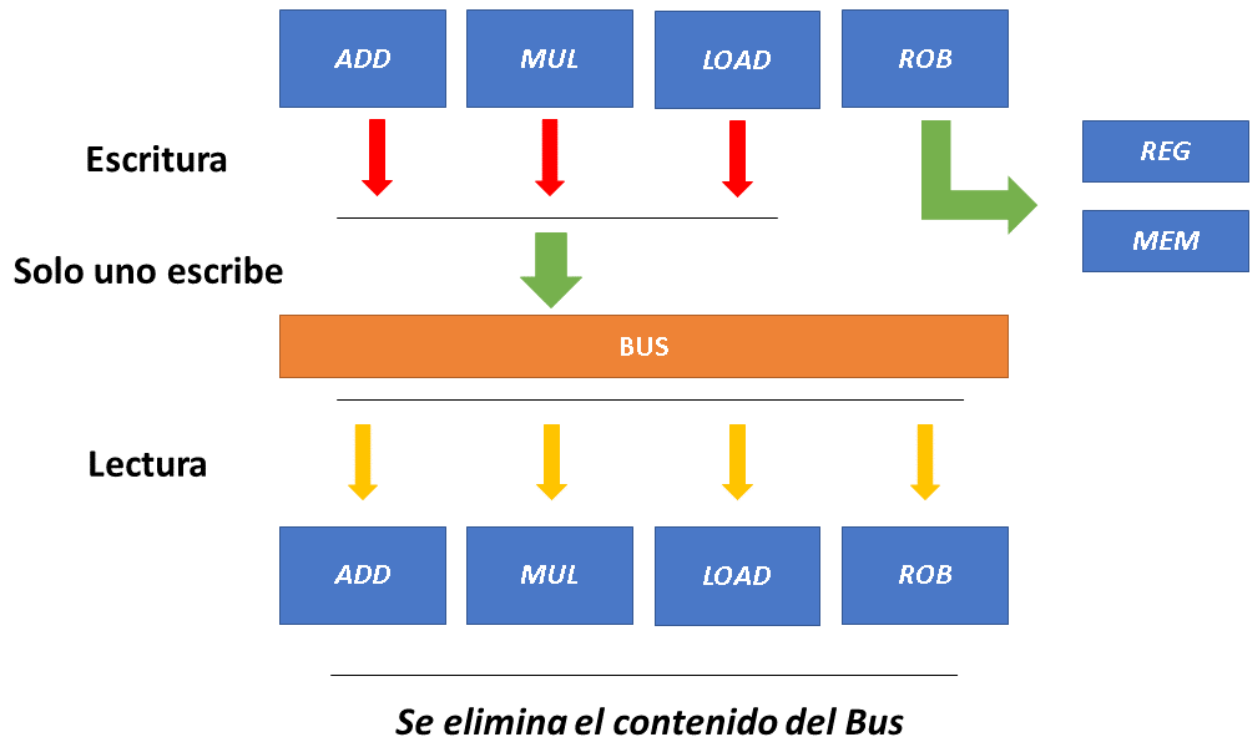 ADD MUL LOAD ROB
Escritura
REG
MEM
Solo uno escribe
BUS
Lectura
ADD MUL LOAD ROB
Se elimina el contenido del Bus